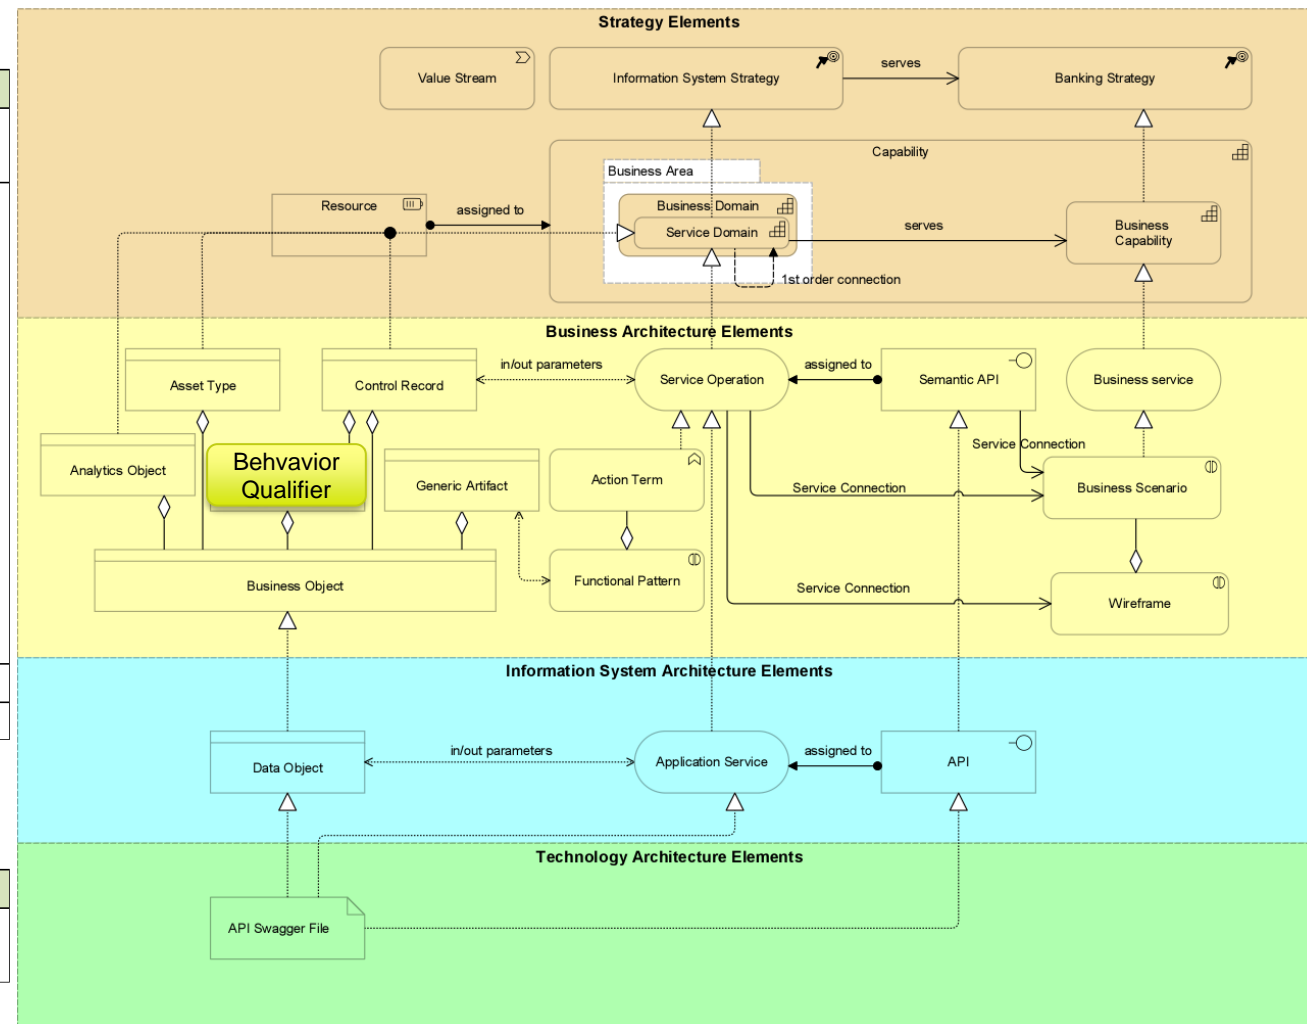 Strategy Elements
Value Stream
Information System Strategy
serves
Banking Strategy
Capability
Business Area
Resource
assigned to
Business Domain
Service Domain
serves
Business
Capability
1st order connection
Business Architecture Elements
Asset Type
Control Record
in/out parameters
Service Operation
assigned to
Semantic API
Business service
Service Connection
Analytics Object
Behvavior
Qualifier
Generic Artifact
Action Term
Service Connection
Business Scenario
Business Object
Functional Pattern
Service Connection
Wireframe
Information System Architecture Elements
Data Object
in/out parameters
Application Service
assigned to
API
Technology Architecture Elements
API Swagger File